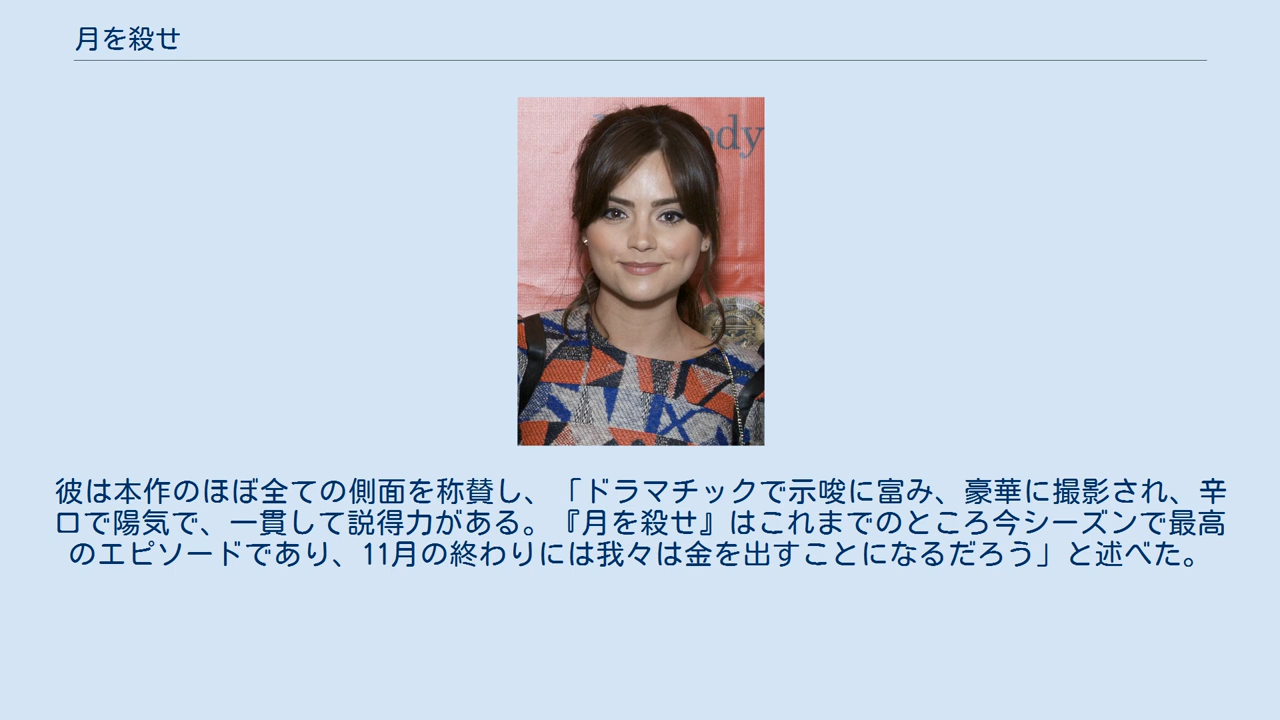 月を殺せ
ody
彼は本作のほぼ全ての側面を称賛し、「ドラマチックで示唆に富み、豪華に撮影され、辛
口で陽気で、一貫して説得力がある。『月を殺せ』はこれまでのところ今シーズンで最高
のエピソードであり、11月の終わりには我々は金を出すことになるだろう」と述べた。